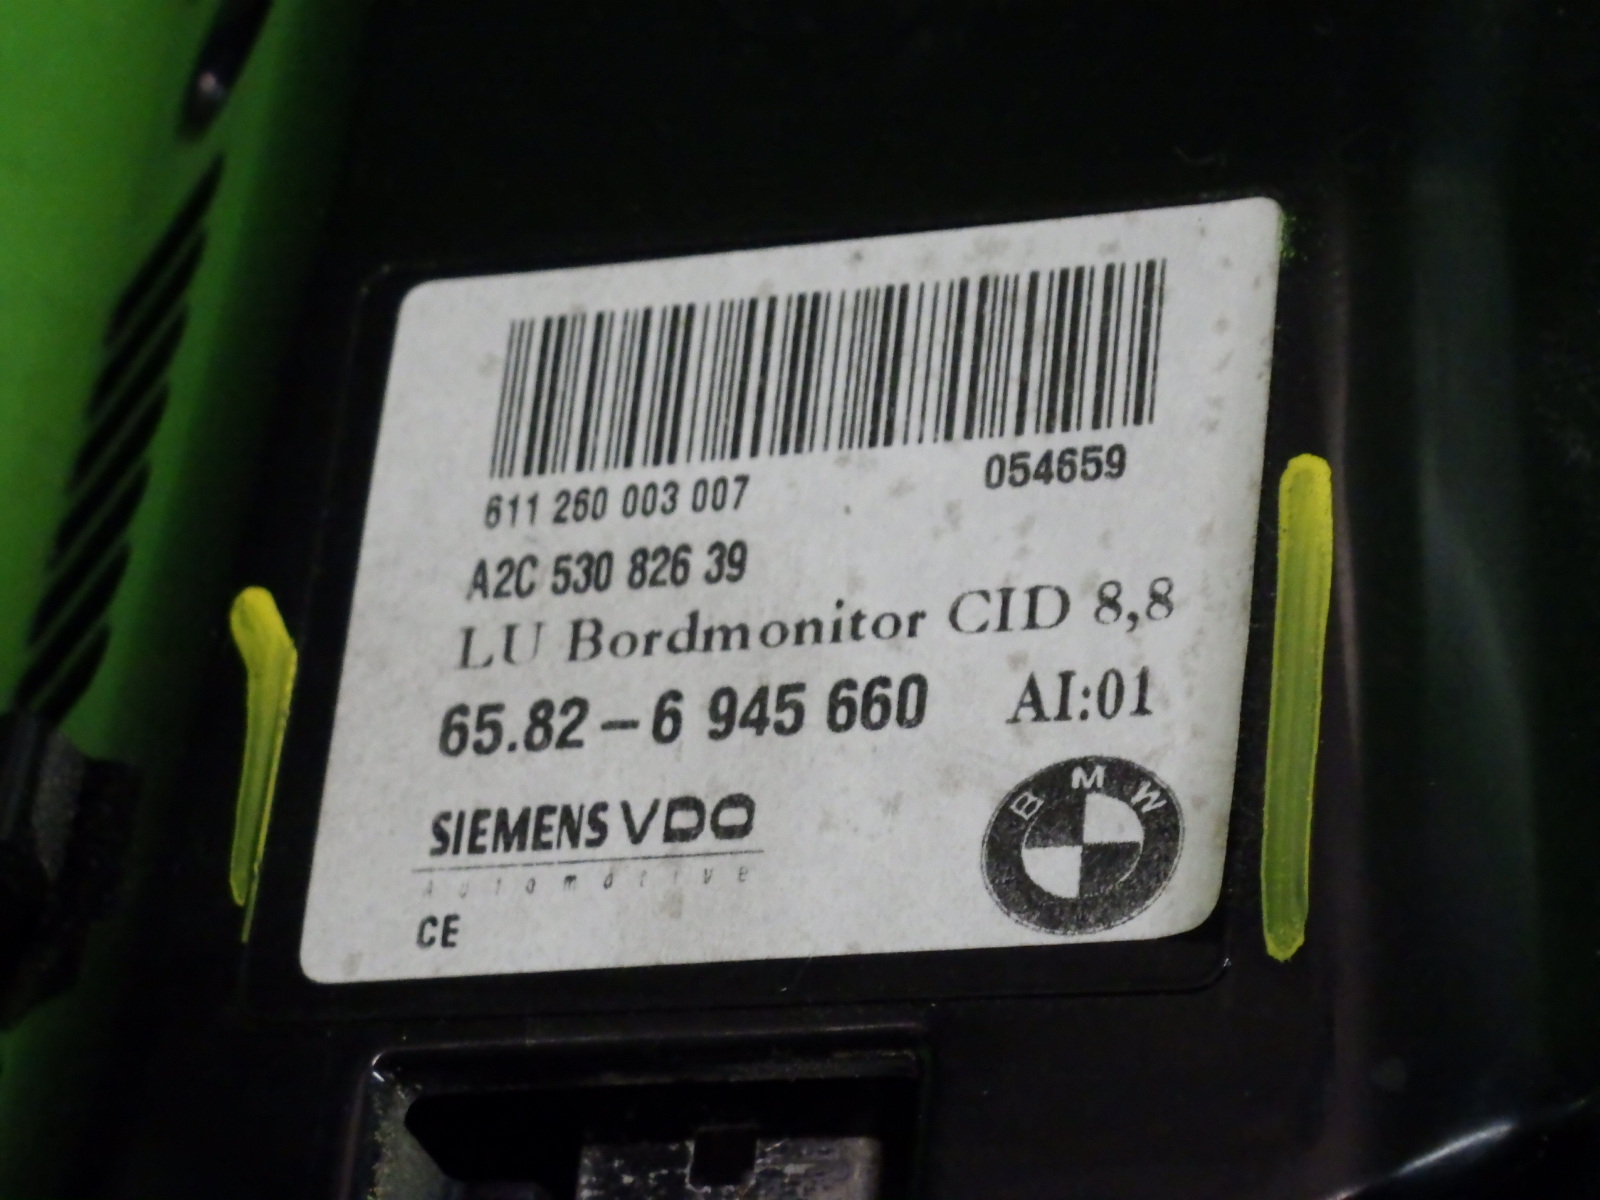 611 260 003 007 054659
A2C 530 826 39
LU Bordmonitor CID 8,8
65.82-6 945 660 AI:01
SIEMENS VDO
Automotive
CE
BMW